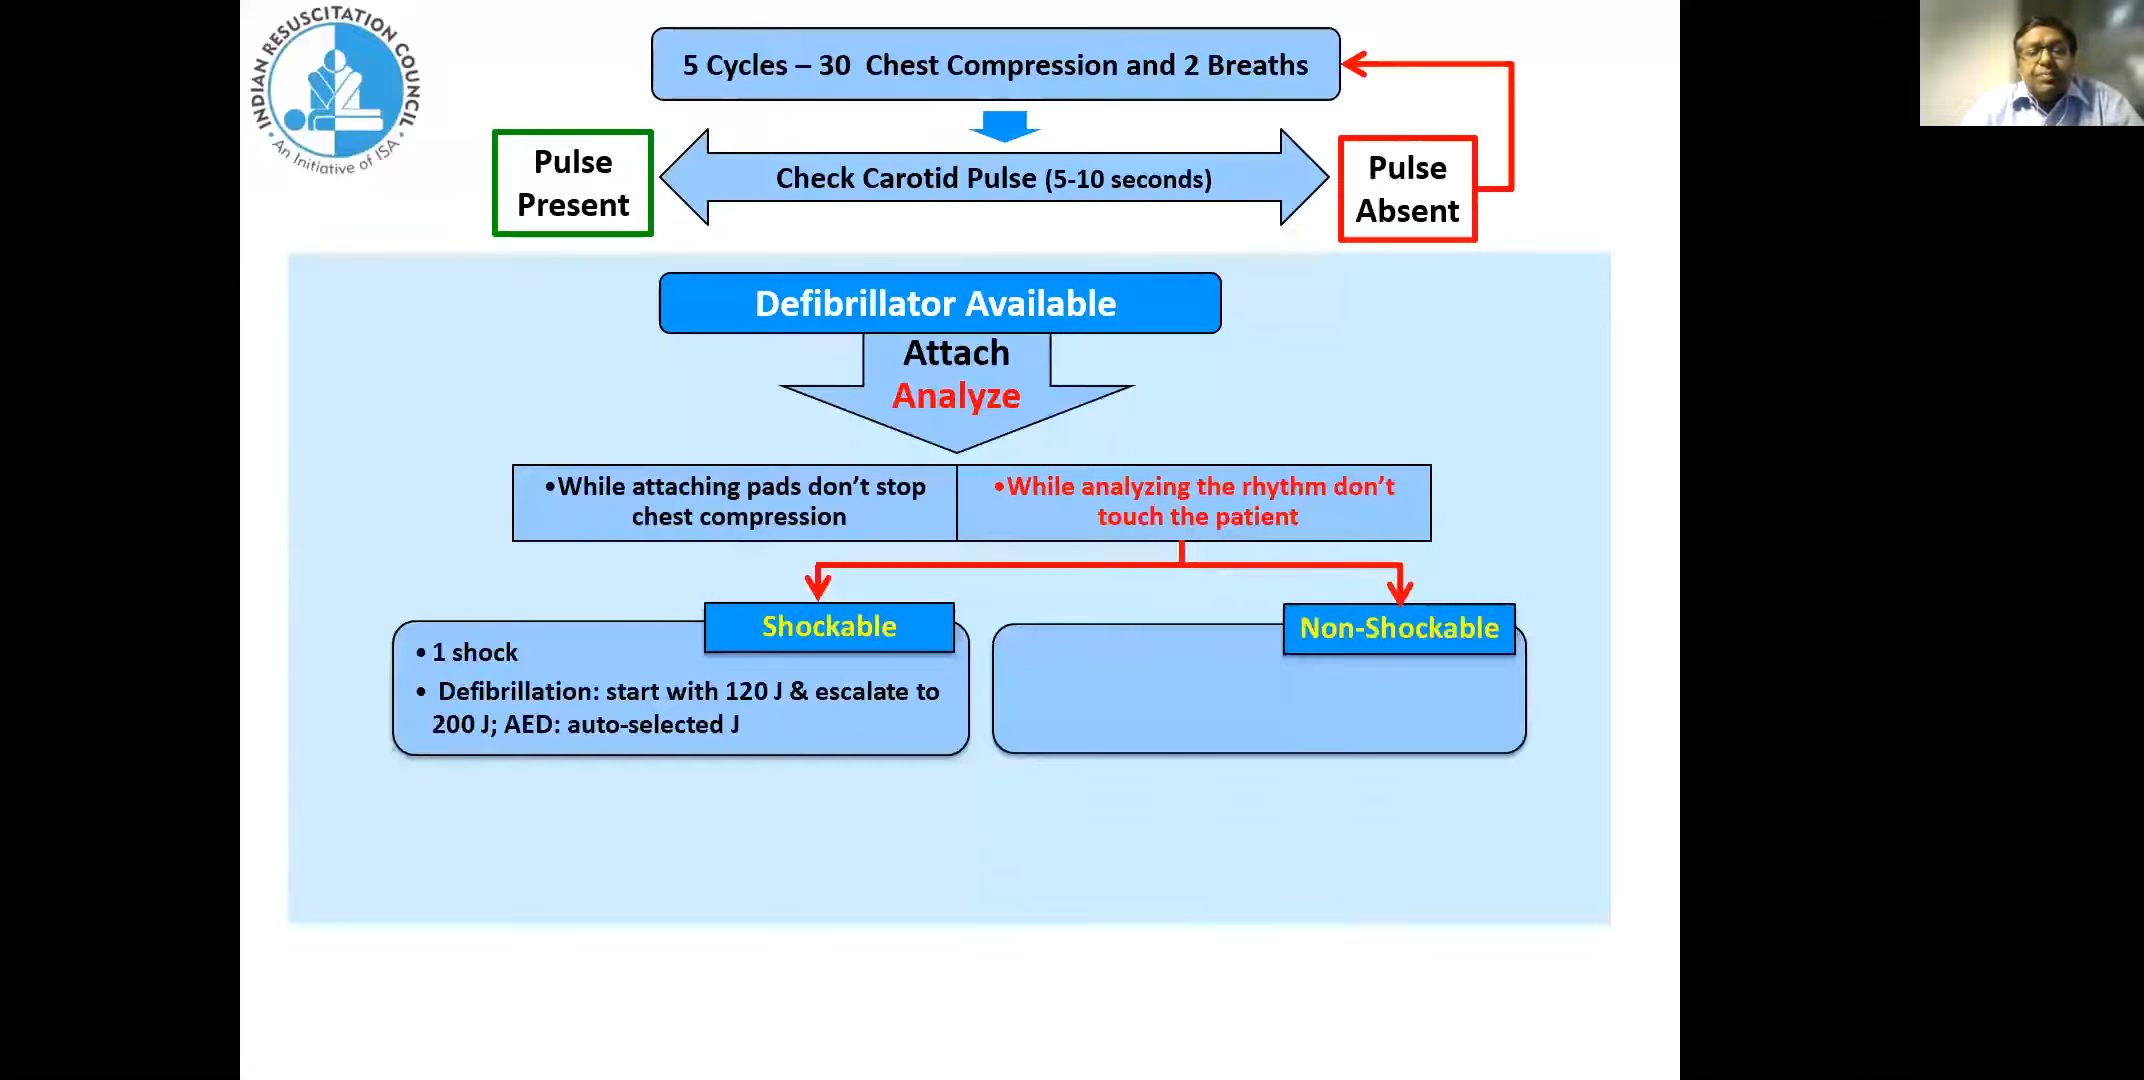 INDIAN RESUSCITATION COUNCIL
An Initiative of ISA
5 Cycles – 30  Chest Compression and 2 Breaths
Pulse
Present
Check Carotid Pulse (5-10 seconds)
Pulse
Absent
Defibrillator Available
Attach
Analyze
•While attaching pads don’t stop
chest compression
•While analyzing the rhythm don’t
touch the patient
Shockable
• 1 shock
• Defibrillation: start with 120 J & escalate to
200 J; AED: auto-selected J
Non-Shockable